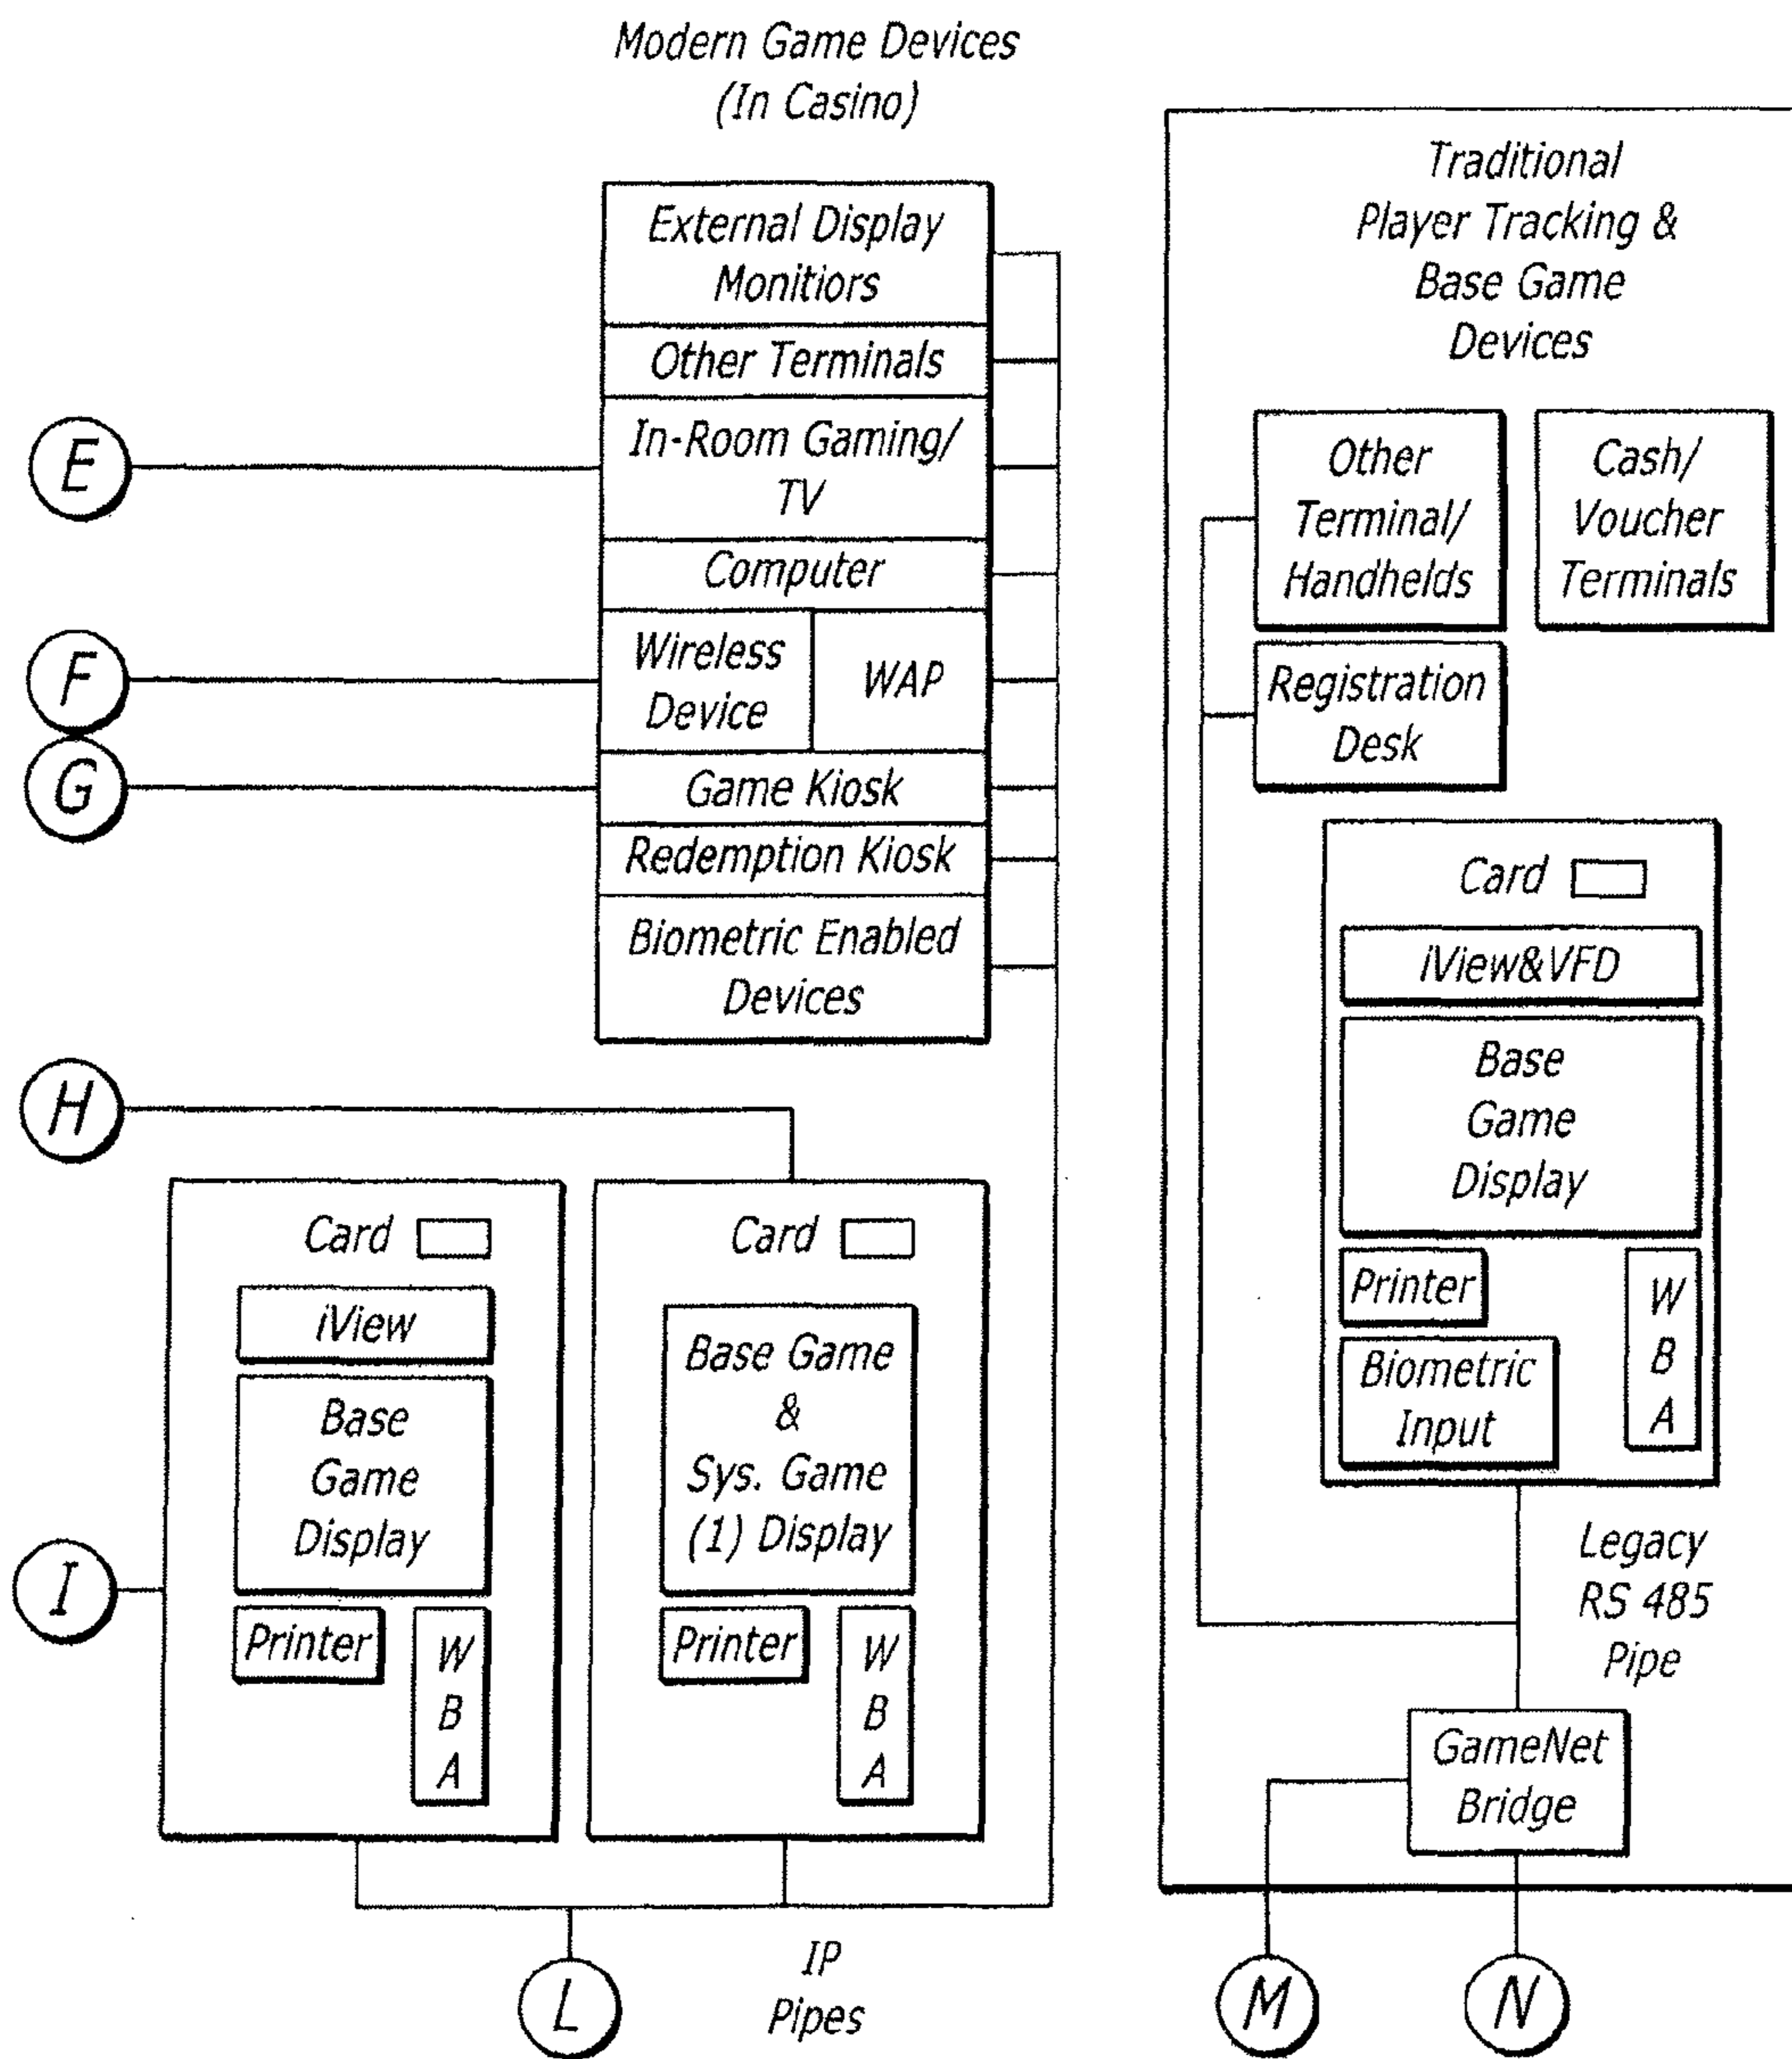 Modern Game Devices
(In Casino)
External Display
Monitiors
Other Terminals
In-Room Gaming/
TV
Computer
Wireless
Device
WAP
Game Kiosk
Redemption Kiosk
Biometric Enabled
Devices
E
F
G
H
I
Card
iView
Base
Game
Display
Printer
W
B
A
Card
Base Game
&
Sys. Game
(1) Display
Printer
W
B
A
L
IP
Pipes
Traditional
Player Tracking &
Base Game
Devices
Other
Terminal/
Handhelds
Cash/
Voucher
Terminals
Registration
Desk
Card
iView&VFD
Base
Game
Display
Printer
Biometric
Input
W
B
A
Legacy
RS 485
Pipe
GameNet
Bridge
M
N